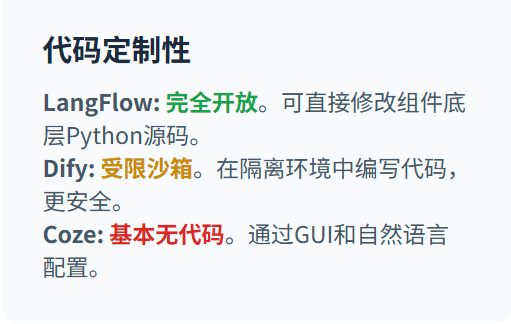 代码定制性
LangFlow: 完全开放。可直接修改组件底
层Python源码。
Dify: 受限沙箱。在隔离环境中编写代码，
更安全。
Coze: 基本无代码。通过GUI和自然语言
配置。